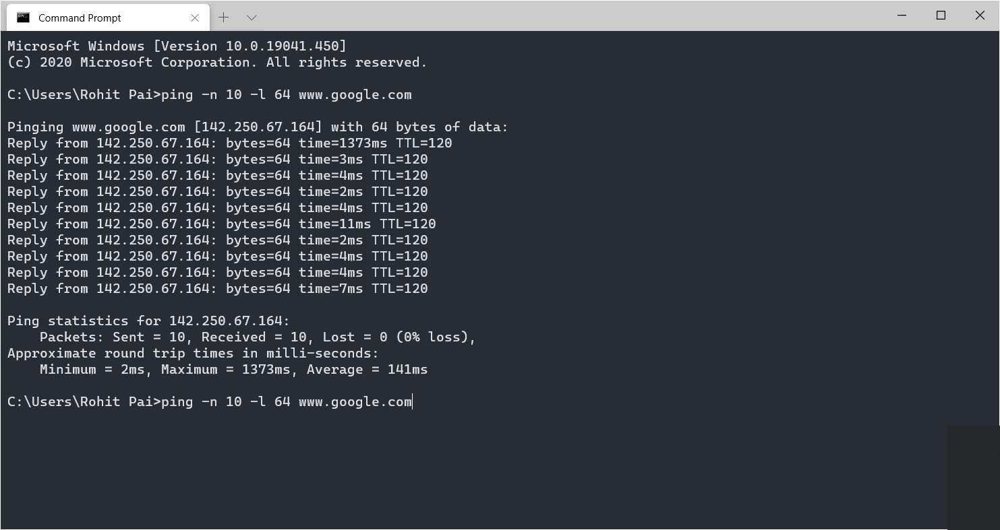 Command Prompt
Microsoft Windows [Version 10.0.19041.450]
(c) 2020 Microsoft Corporation. All rights reserved.
C:\Users\Rohit Pai>ping -n 10 -l 64 www.google.com
Pinging www.google.com [142.250.67.164] with 64 bytes of data:
Reply from 142.250.67.164: bytes=64 time=1373ms TTL=120
Reply from 142.250.67.164: bytes=64 time=3ms TTL=120
Reply from 142.250.67.164: bytes=64 time=4ms TTL=120
Reply from 142.250.67.164: bytes=64 time=2ms TTL=120
Reply from 142.250.67.164: bytes=64 time=4ms TTL=120
Reply from 142.250.67.164: bytes=64 time=11ms TTL=120
Reply from 142.250.67.164: bytes=64 time=2ms TTL=120
Reply from 142.250.67.164: bytes=64 time=4ms TTL=120
Reply from 142.250.67.164: bytes=64 time=4ms TTL=120
Reply from 142.250.67.164: bytes=64 time=7ms TTL=120
Ping statistics for 142.250.67.164:
    Packets: Sent = 10, Received = 10, Lost = 0 (0% loss),
Approximate round trip times in milli-seconds:
    Minimum = 2ms, Maximum = 1373ms, Average = 141ms
C:\Users\Rohit Pai>ping -n 10 -l 64 www.google.com